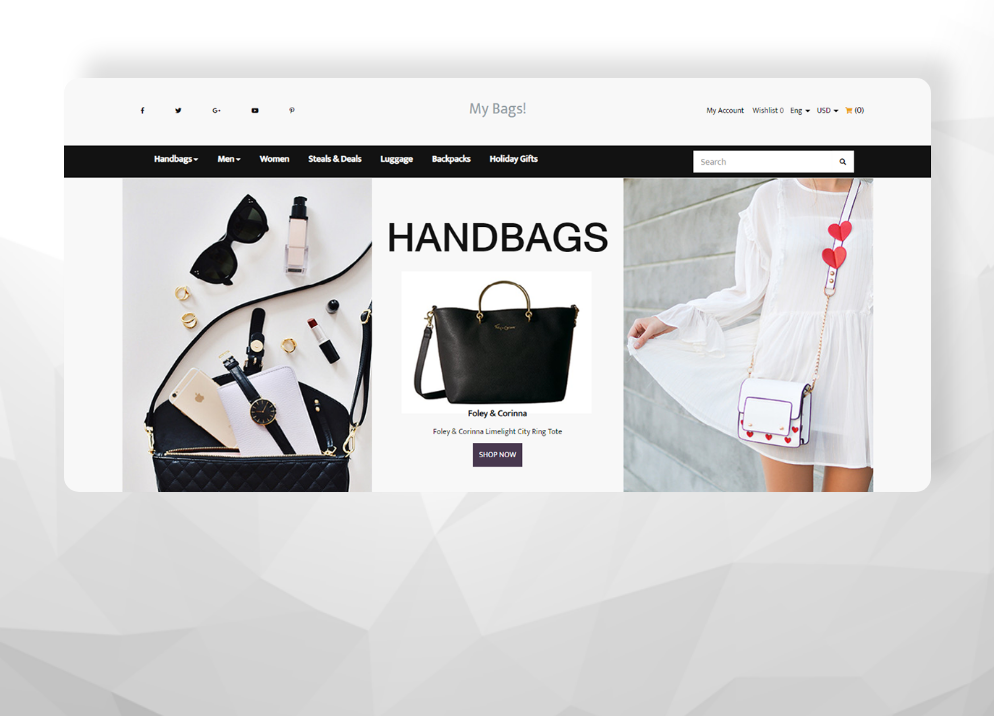 My Bags!
My Account Wishlist 0 Eng USD (0)
Handbags Men Women Steals & Deals Luggage Backpacks Holiday Gifts Search
HANDBAGS
Foley & Corinna
Foley & Corinna Limelight City Ring Tote
SHOP NOW